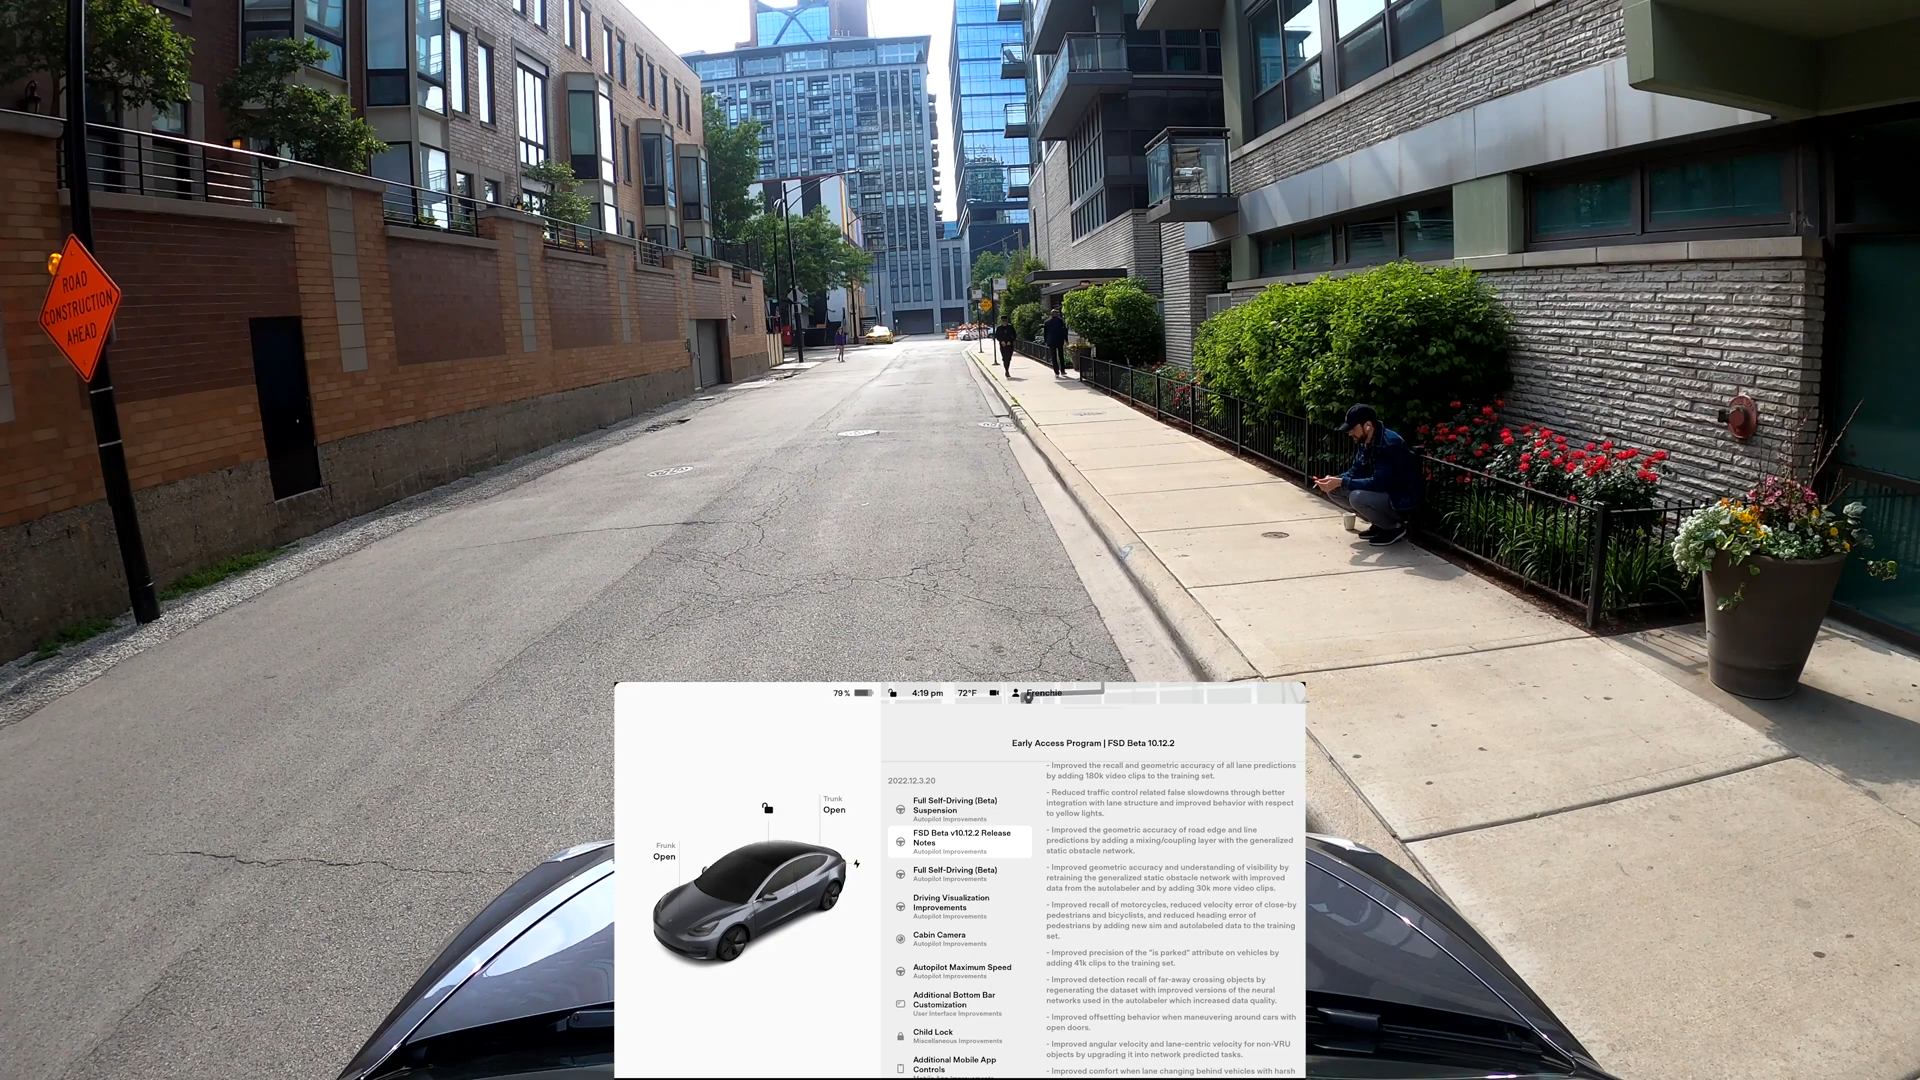 ROAD
CONSTRUCTION
AHEAD
79 %
4:19 pm
72°F
Frenchie
Early Access Program | FSD Beta 10.12.2
Trunk
Open
Frunk
Open
2022.12.3.20
Full Self-Driving (Beta)
Suspension
Autopilot Improvements
FSD Beta v10.12.2 Release
Notes
Autopilot Improvements
Full Self-Driving (Beta)
Autopilot Improvements
Driving Visualization
Improvements
Autopilot Improvements
Cabin Camera
Autopilot Improvements
Autopilot Maximum Speed
Autopilot Improvements
Additional Bottom Bar
Customization
User Interface Improvements
Child Lock
Miscellaneous Improvements
Additional Mobile App
Controls
- Improved the recall and geometric accuracy of all lane predictions
by adding 180k video clips to the training set.
- Reduced traffic control related false slowdowns through better
integration with lane structure and improved behavior with respect
to yellow lights.
- Improved the geometric accuracy of road edge and line
predictions by adding a mixing/coupling layer with the generalized
static obstacle network.
- Improved geometric accuracy and understanding of visibility by
retraining the generalized static obstacle network with improved
data from the autolabeler and by adding 30k more video clips.
- Improved recall of motorcycles, reduced velocity error of close-by
pedestrians and bicyclists, and reduced heading error of
pedestrians by adding new sim and autolabeled data to the training
set.
- Improved precision of the "is parked" attribute on vehicles by
adding 41k clips to the training set.
- Improved detection recall of far-away crossing objects by
regenerating the dataset with improved versions of the neural
networks used in the autolabeler which increased data quality.
- Improved offsetting behavior when maneuvering around cars with
open doors.
- Improved angular velocity and lane-centric velocity for non-VRU
objects by upgrading it into network predicted tasks.
- Improved comfort when lane changing behind vehicles with harsh